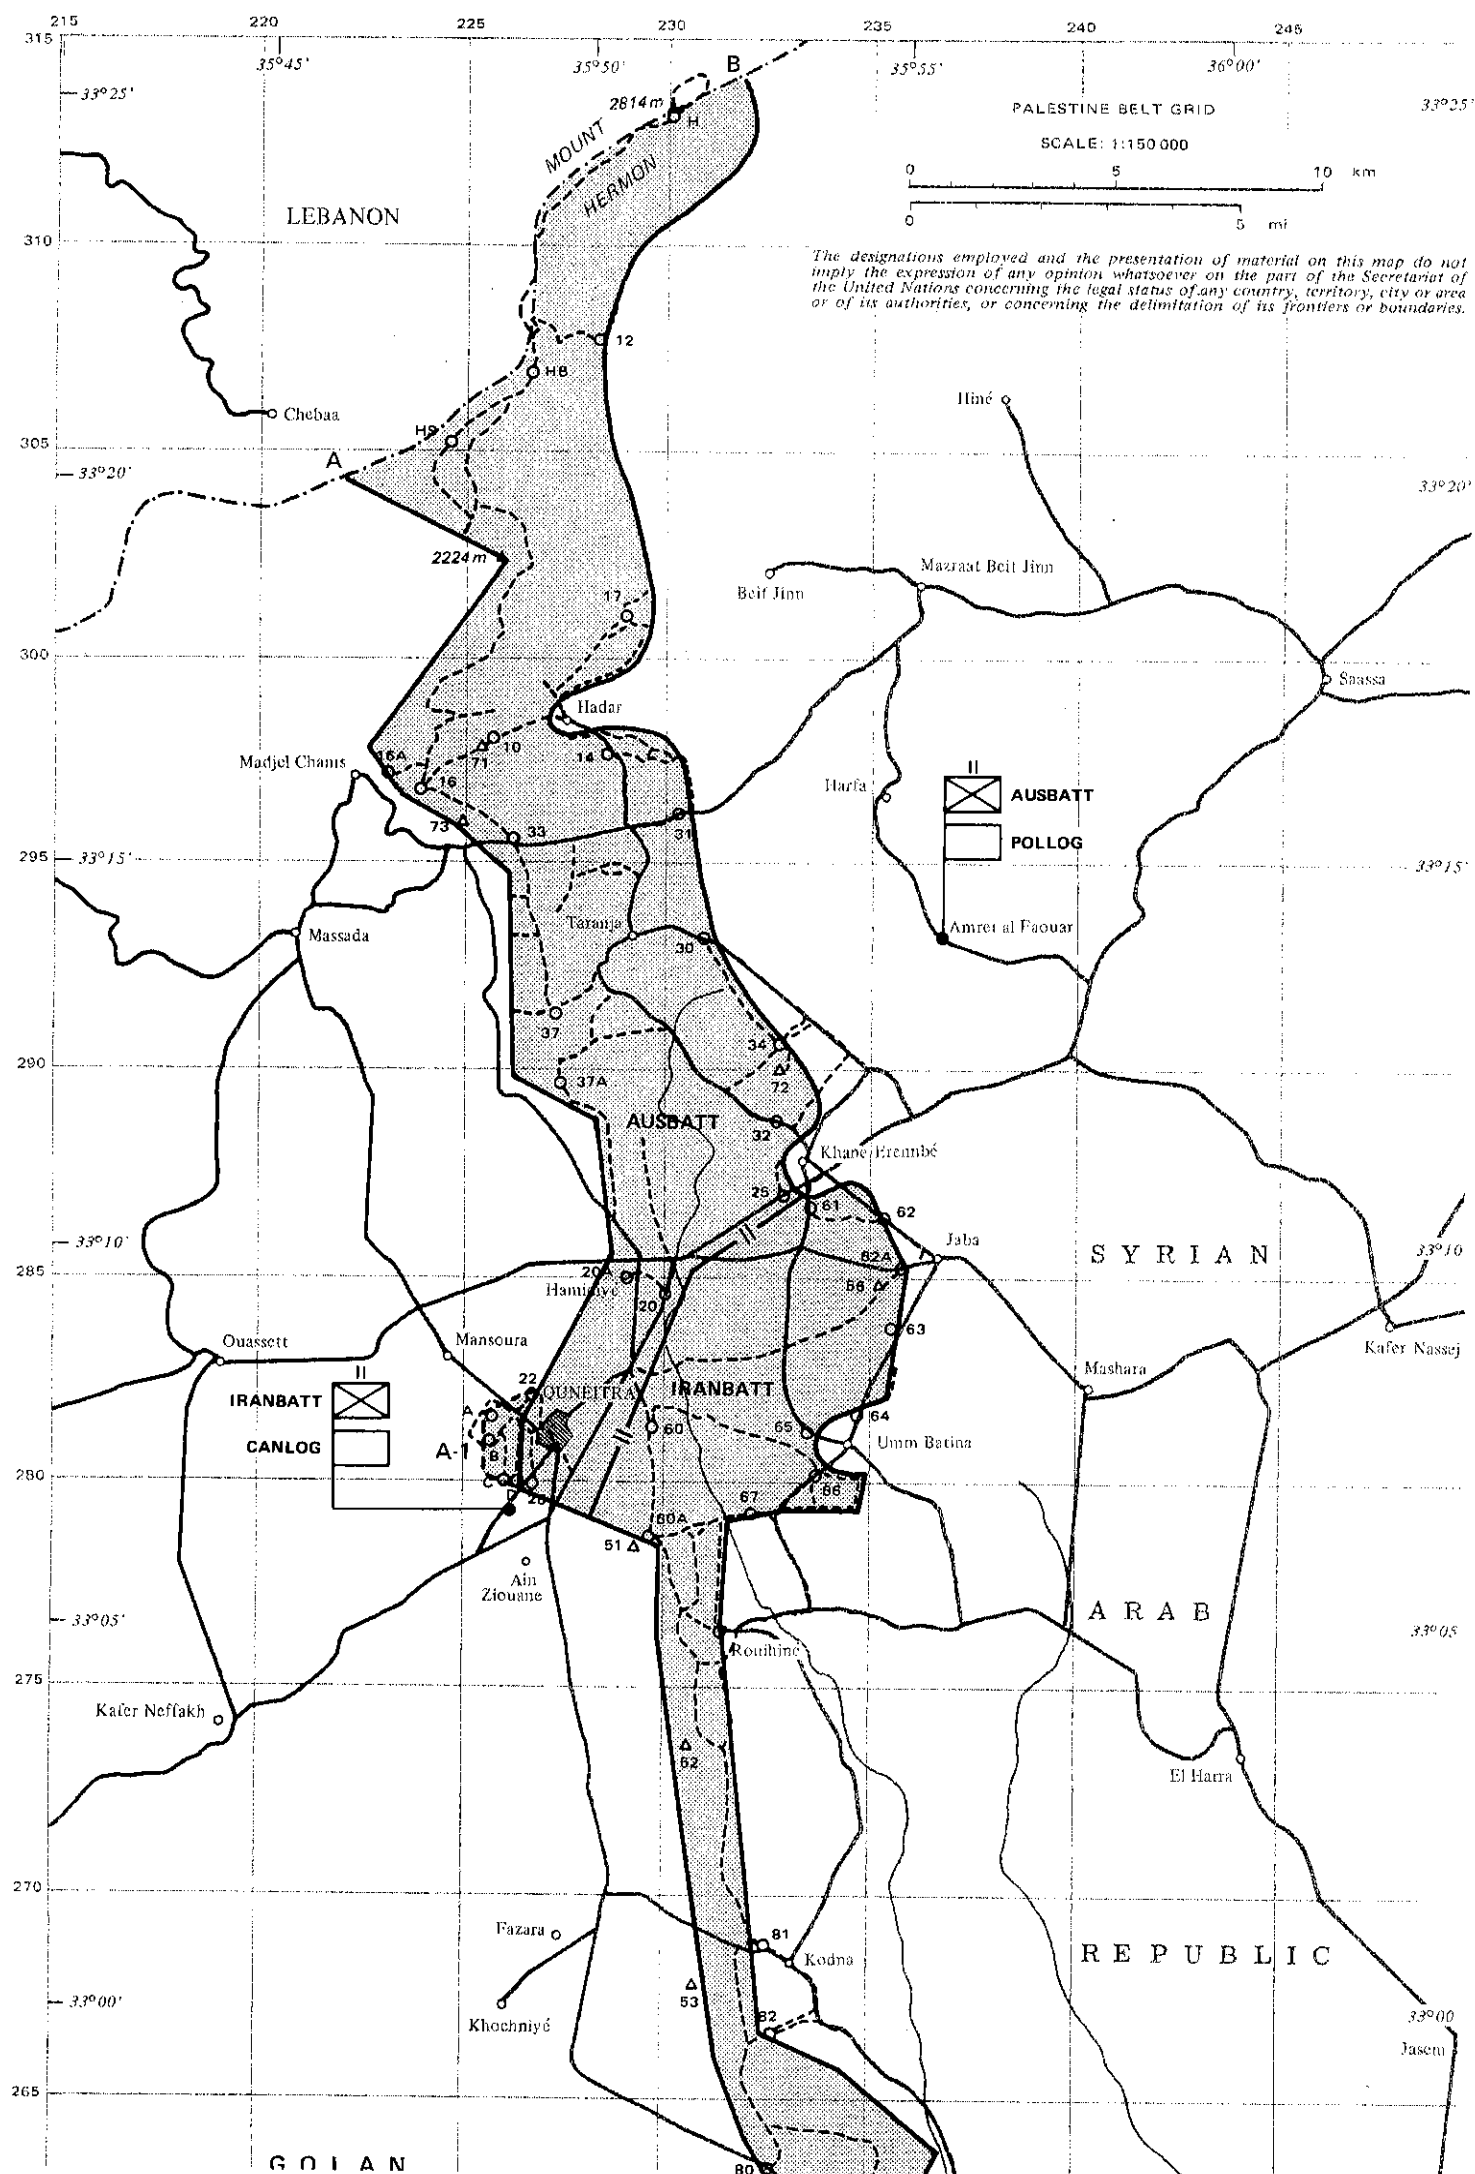 215 220 225 230 235 240 245
315
35°45' 35°50' B 35°55' 36°00'
33°25' 33°25'
2814 m
H
PALESTINE BELT GRID
SCALE: 1:150 000
0 5 10 km
0 5 mi
MOUNT
HERMON
LEBANON
310
The designations employed and the presentation of material on this map do not
imply the expression of any opinion whatsoever on the part of the Secretariat of
the United Nations concerning the legal status of any country, territory, city or area
or of its authorities, or concerning the delimitation of its frontiers or boundaries.
12
HB
Hiné
Chebaa
HS
305
A
33°20' 33°20'
2224 m
Mazraat Beit Jinn
Beit Jinn
17
300
Saassa
Hadar
10
14
71
16A
Madjel Chams
16
Harfa
II
AUSBATT
73
33
31
POLLOG
295
33°15' 33°15'
Taranja
Amret al Faouar
Massada
30
37
34
290
37A
72
AUSBATT
32
Khane Erennbé
25
61
62
33°10'
Jaba
SYRIAN
33°10
285
62A
20A
Hamidiyé
56
20
63
Ouassett
Mansoura
Kafer Nassej
II
22
QUNEITRA
IRANBATT
Mashara
IRANBATT
A
64
60
65
Umm Batina
CANLOG
A-1
B
280
C
D
66
67
60A
51
Ain
Ziouane
33°05'
ARAB
33°05
Rouihiné
275
Kafer Neffakh
52
El Harra
270
Fazara
81
Kodna
REPUBLIC
53
33°00' 33°00'
82
Khochniyé
Jasem
265
GOLAN
80